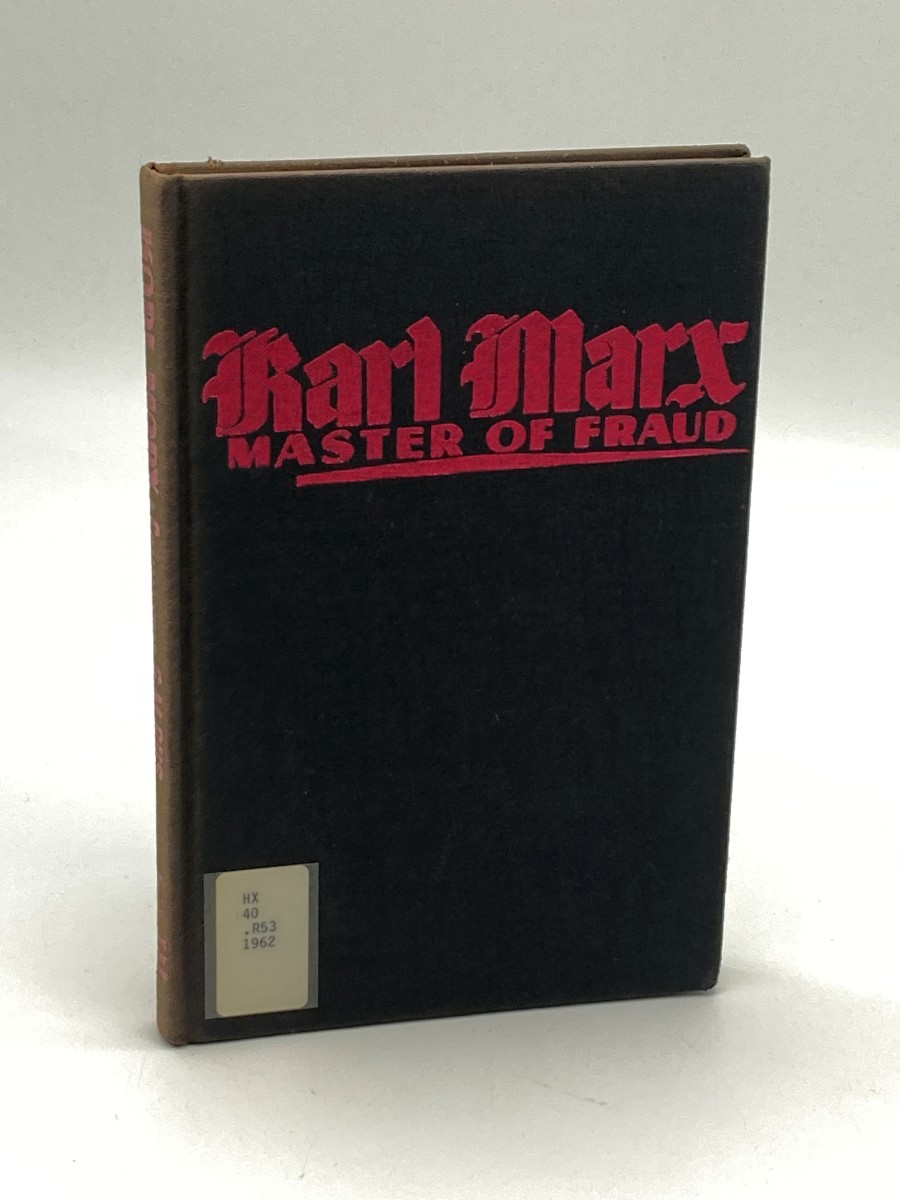 Karl Marx
MASTER OF FRAUD
HX
40
.R53
1962